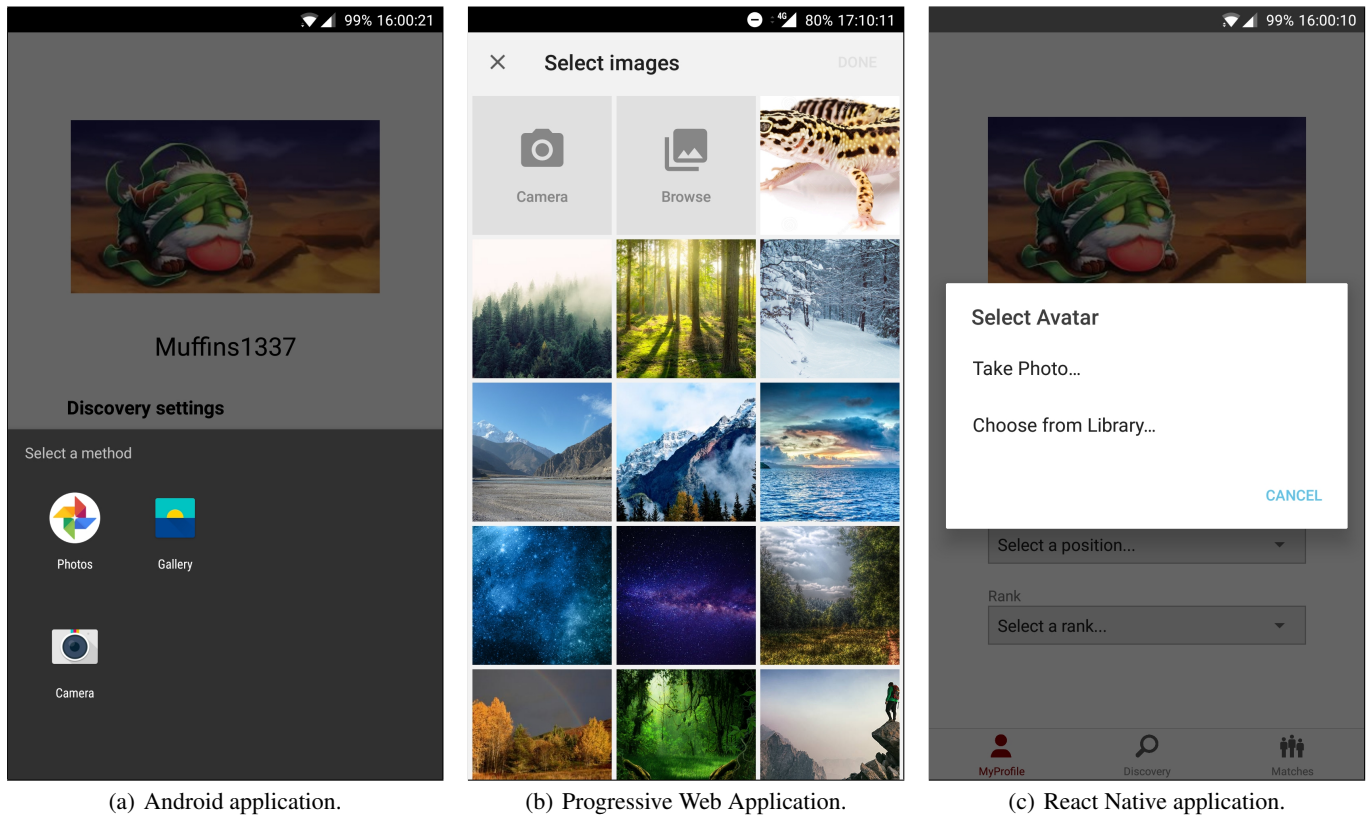 99% 16:00:21
Muffins1337
Discovery settings
Select a method
Photos
Gallery
Camera
(a) Android application.
4G 80% 17:10:11
Select images
DONE
Camera
Browse
(b) Progressive Web Application.
99% 16:00:10
Select Avatar
Take Photo...
Choose from Library...
CANCEL
Select a position...
Rank
Select a rank...
MyProfile
Discovery
Matches
(c) React Native application.